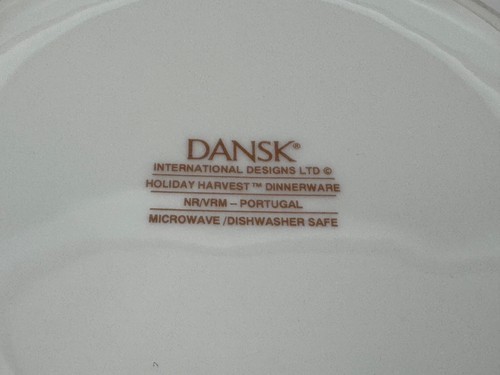 DANSK®
INTERNATIONAL DESIGNS LTD ©
HOLIDAY HARVEST™ DINNERWARE
NR/VRM – PORTUGAL
MICROWAVE /DISHWASHER SAFE